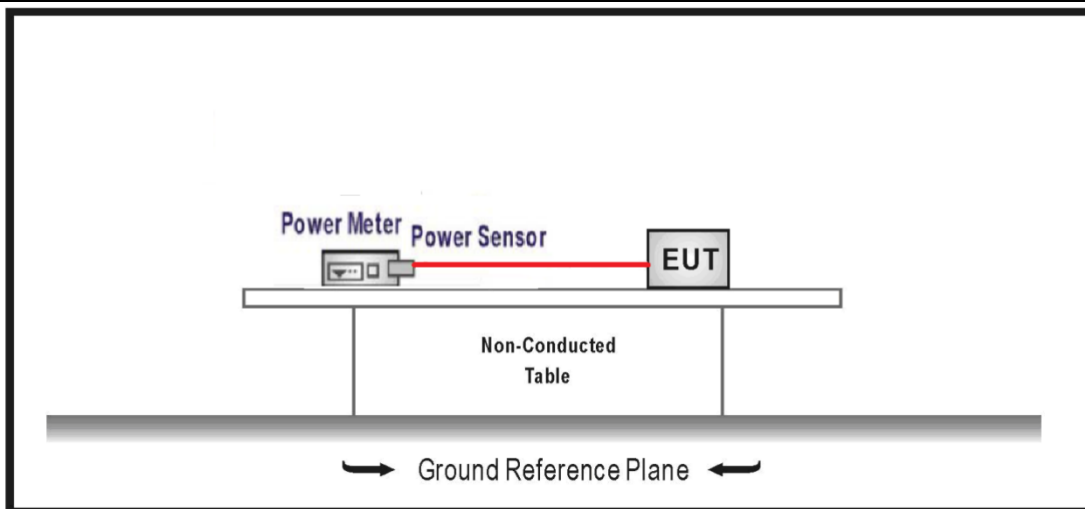 Power Meter
Power Sensor
EUT
Non-Conducted
Table
Ground Reference Plane